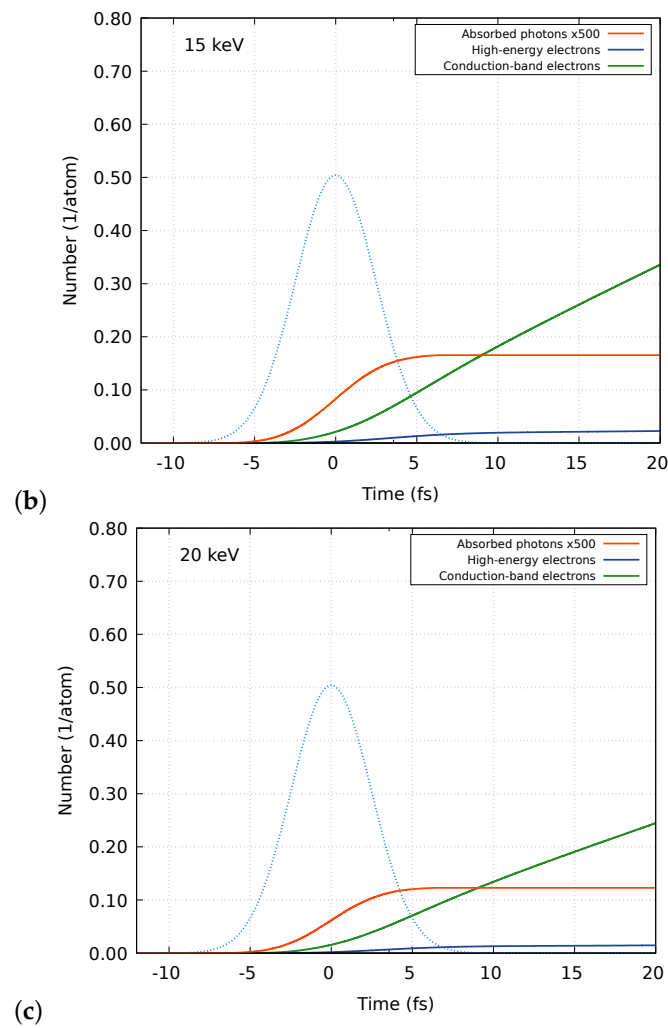 0.80
15 keV
Absorbed photons x500
High-energy electrons
Conduction-band electrons
0.70
0.60
0.50
0.40
0.30
0.20
0.10
0.00
Number (1/atom)
-10 -5 0 5 10 15 20
Time (fs)
(b)
0.80
20 keV
Absorbed photons x500
High-energy electrons
Conduction-band electrons
0.70
0.60
0.50
0.40
0.30
0.20
0.10
0.00
Number (1/atom)
-10 -5 0 5 10 15 20
Time (fs)
(c)